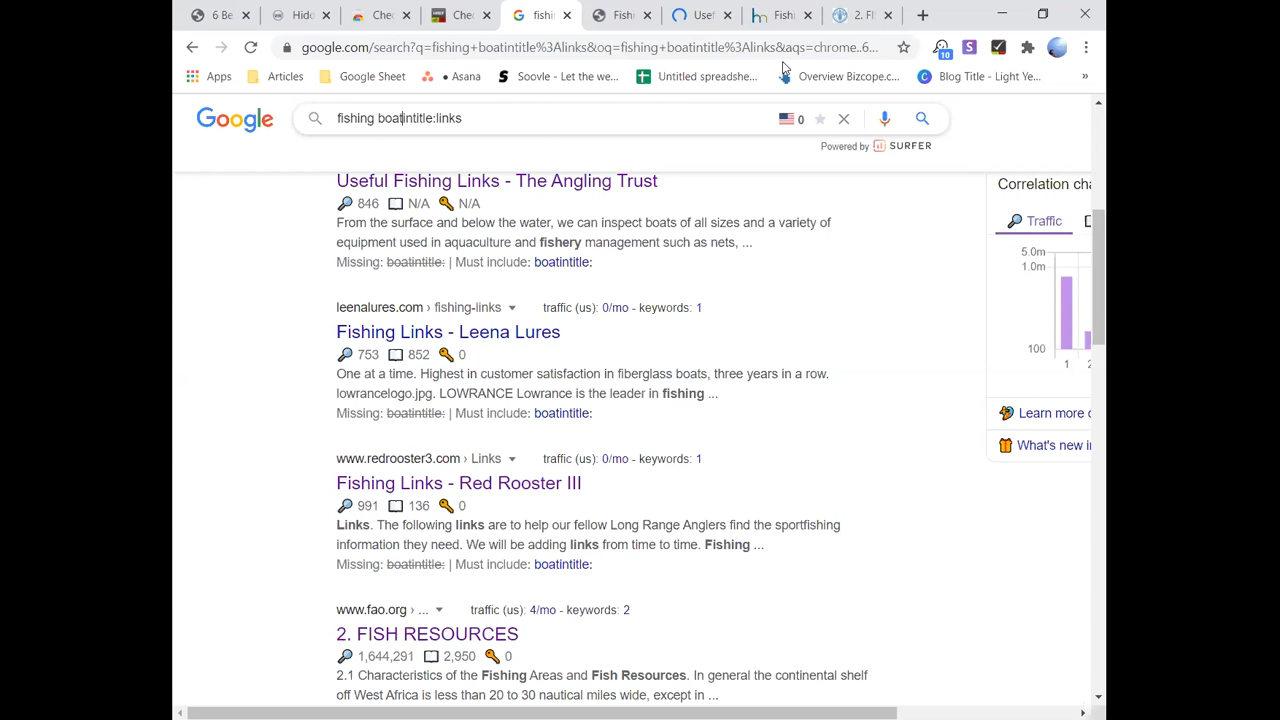 6 Be
Hidd
Chec
Chec
fishi
Fishi
Usef
Fishi
2. FI
google.com/search?q=fishing+boatintitle%3Alinks&oq=fishing+boatintitle%3Alinks&aqs=chrome..6...
10
S
Apps
Articles
Google Sheet
• Asana
Soovle - Let the we...
Untitled spreadshe...
Overview Bizcope.c...
Blog Title - Light Ye...
»
Google
fishing boatintitle:links
0
Powered by SURFER
Useful Fishing Links - The Angling Trust
846 N/A N/A
From the surface and below the water, we can inspect boats of all sizes and a variety of
equipment used in aquaculture and fishery management such as nets, ...
Missing: boatintitle: | Must include: boatintitle:
leenalures.com › fishing-links traffic (us): 0/mo - keywords: 1
Fishing Links - Leena Lures
753 852 0
One at a time. Highest in customer satisfaction in fiberglass boats, three years in a row.
lowrancelogo.jpg. LOWRANCE Lowrance is the leader in fishing ...
Missing: boatintitle: | Must include: boatintitle:
www.redrooster3.com › Links traffic (us): 0/mo - keywords: 1
Fishing Links - Red Rooster III
991 136 0
Links. The following links are to help our fellow Long Range Anglers find the sportfishing
information they need. We will be adding links from time to time. Fishing ...
Missing: boatintitle: | Must include: boatintitle:
www.fao.org › ... traffic (us): 4/mo - keywords: 2
2. FISH RESOURCES
1,644,291 2,950 0
2.1 Characteristics of the Fishing Areas and Fish Resources. In general the continental shelf
off West Africa is less than 20 to 30 nautical miles wide, except in ...
Correlation cha
Traffic
5.0m
1.0m
100
1 2
Learn more o
What's new in